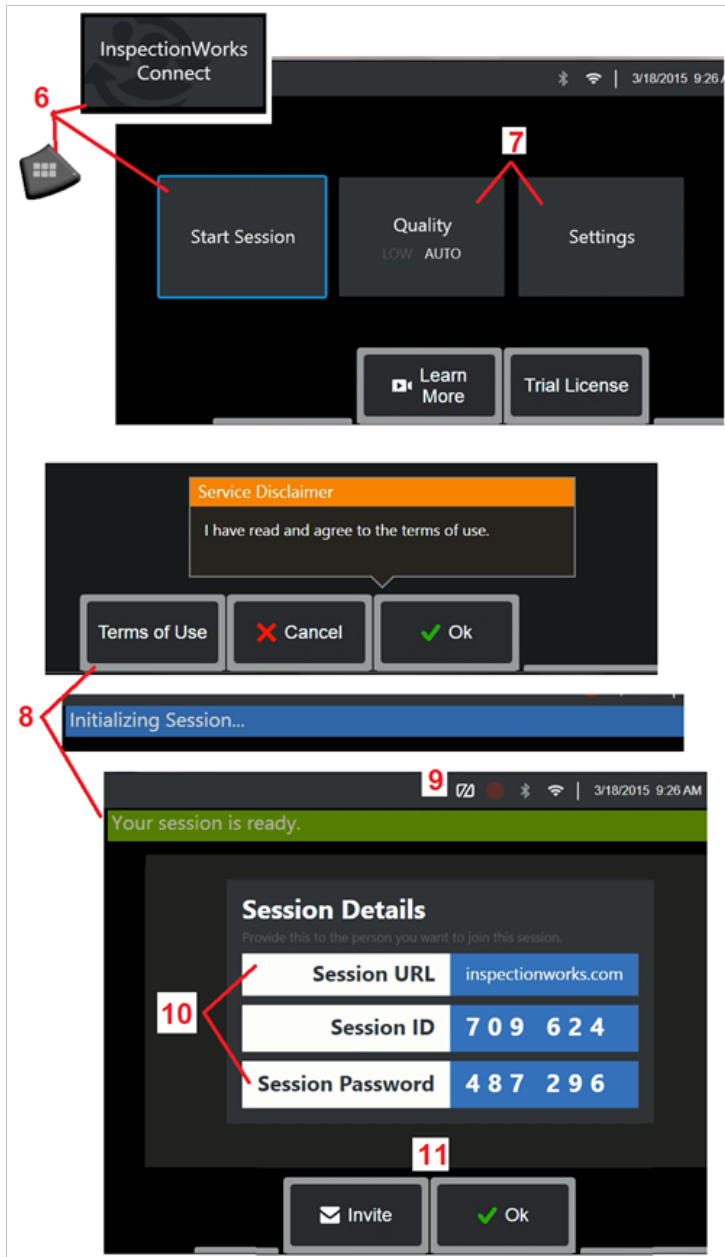 InspectionWorks
Connect
6
3/18/2015 9:26 A
7
Start Session
Quality
LOW AUTO
Settings
Learn
More
Trial License
Service Disclaimer
I have read and agree to the terms of use.
Terms of Use
Cancel
Ok
8
Initializing Session...
9
3/18/2015 9:26 AM
Your session is ready.
Session Details
Provide this to the person you want to join this session.
Session URL inspectionworks.com
10
Session ID 709 624
Session Password 487 296
11
Invite
Ok